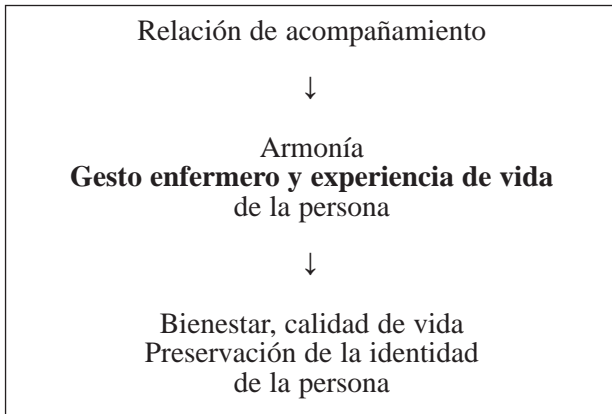 Relación de acompañamiento
↓
Armonía
Gesto enfermero y experiencia de vida
de la persona
↓
Bienestar, calidad de vida
Preservación de la identidad
de la persona